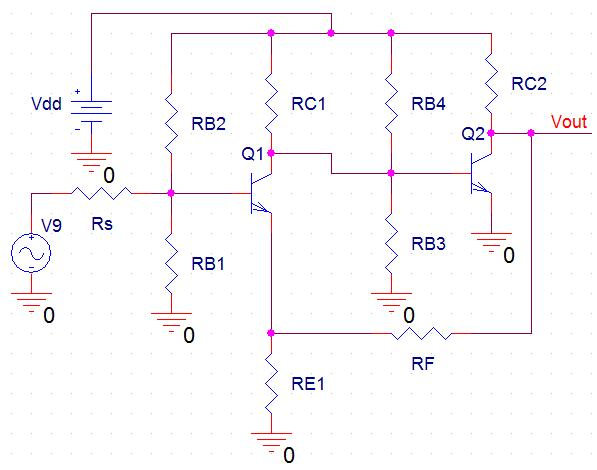 Vdd
+
-
RB2
RC1
RB4
RC2
Vout
Q1
Q2
0
V9
Rs
+
-
RB1
RB3
0
0
0
0
RF
RE1
0